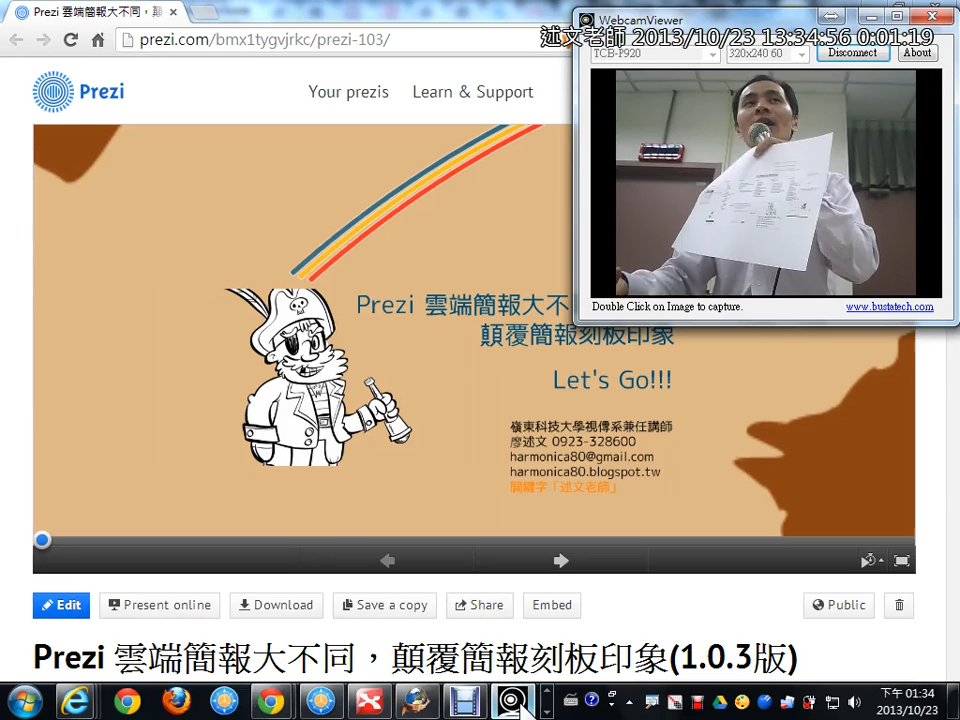 Prezi 雲端簡報大不同，顛
prezi.com/bmx1tygvjrkc/prezi-103/
WebcamViewer
述文老師 2013/10/23 13:34:56 0:01:19
TCB-P920
320x240 60
Disconnect
About
Prezi
Your prezis
Learn & Support
Double Click on Image to capture.
www.bustatech.com
Prezi 雲端簡報大不
顛覆簡報刻板印象
Let's Go!!!
嶺東科技大學視傳系兼任講師
廖述文 0923-328600
harmonica80@gmail.com
harmonica80.blogspot.tw
關鍵字「述文老師」
Edit
Present online
Download
Save a copy
Share
Embed
Public
Prezi 雲端簡報大不同，顛覆簡報刻板印象(1.0.3版)
下午 01:34
2013/10/23